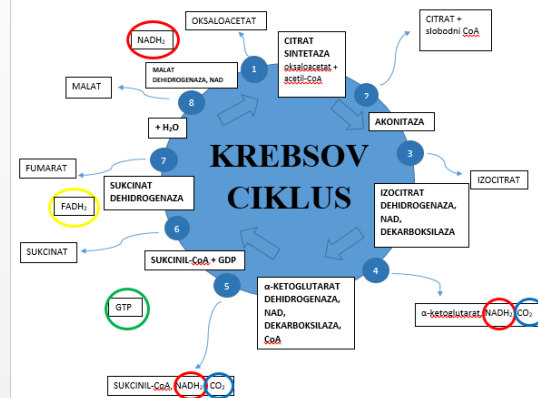 OKSALOACETAT
NADH₂
CITRAT +
slobodni CoA
CITRAT
SINTETAZA
oksaloacetat +
acetil-CoA
1
MALAT
DEHIDROGENAZA, NAD
MALAT
8
2
+ H₂O
AKONITAZA
KREBSOV
CIKLUS
7
3
FUMARAT
IZOCITRAT
SUKCINAT
DEHIDROGENAZA
IZOCITRAT
DEHIDROGENAZA,
NAD,
DEKARBOKSILAZA
FADH₂
6
SUKCINAT
SUKCINIL-CoA + GDP
4
5
α-KETOGLUTARAT
DEHIDROGENAZA,
NAD,
DEKARBOKSILAZA,
CoA
GTP
α-ketoglutarat, NADH₂ CO₂
SUKCINIL-CoA, NADH₂ CO₂